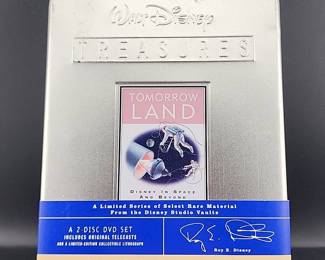 Walt Disney
TREASURES
TOMORROW
LAND
DISNEY IN SPACE
AND BEYOND
A Limited Series of Select Rare Material
From the Disney Studio Vaults
A 2-DISC DVD SET
INCLUDES ORIGINAL TELECASTS
AND A LIMITED-EDITION COLLECTIBLE LITHOGRAPH
Roy E. Disney